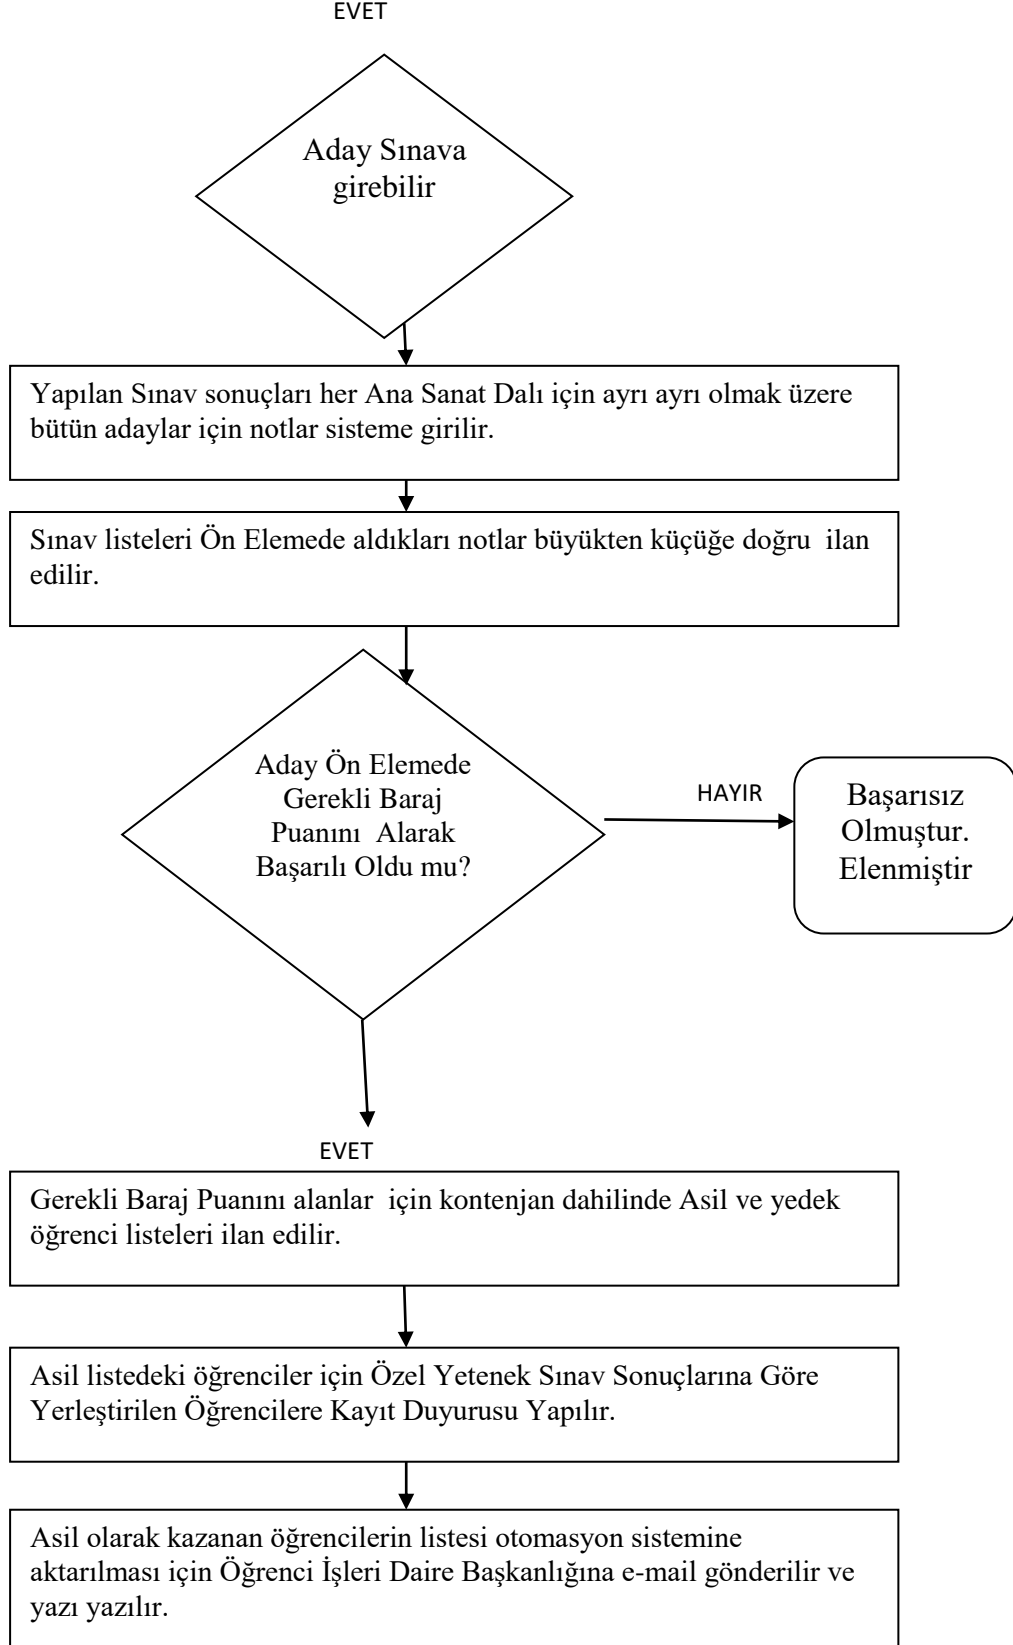 EVET
Aday Sınava
girebilir
Yapılan Sınav sonuçları her Ana Sanat Dalı için ayrı ayrı olmak üzere
bütün adaylar için notlar sisteme girilir.
Sınav listeleri Ön Elemede aldıkları notlar büyükten küçüğe doğru  ilan
edilir.
Aday Ön Elemede
Gerekli Baraj
Puanını  Alarak
Başarılı Oldu mu?
HAYIR
Başarısız
Olmuştur.
Elenmiştir
EVET
Gerekli Baraj Puanını alanlar  için kontenjan dahilinde Asil ve yedek
öğrenci listeleri ilan edilir.
Asil listedeki öğrenciler için Özel Yetenek Sınav Sonuçlarına Göre
Yerleştirilen Öğrencilere Kayıt Duyurusu Yapılır.
Asil olarak kazanan öğrencilerin listesi otomasyon sistemine
aktarılması için Öğrenci İşleri Daire Başkanlığına e-mail gönderilir ve
yazı yazılır.